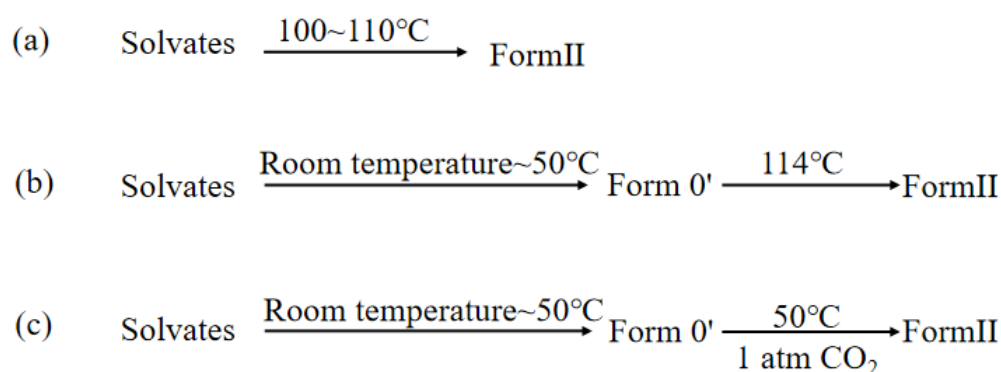 (a) Solvates 100~110℃ FormII
(b) Solvates Room temperature~50℃ Form 0' 114℃ FormII
(c) Solvates Room temperature~50℃ Form 0' 50℃ 1 atm CO₂ FormII